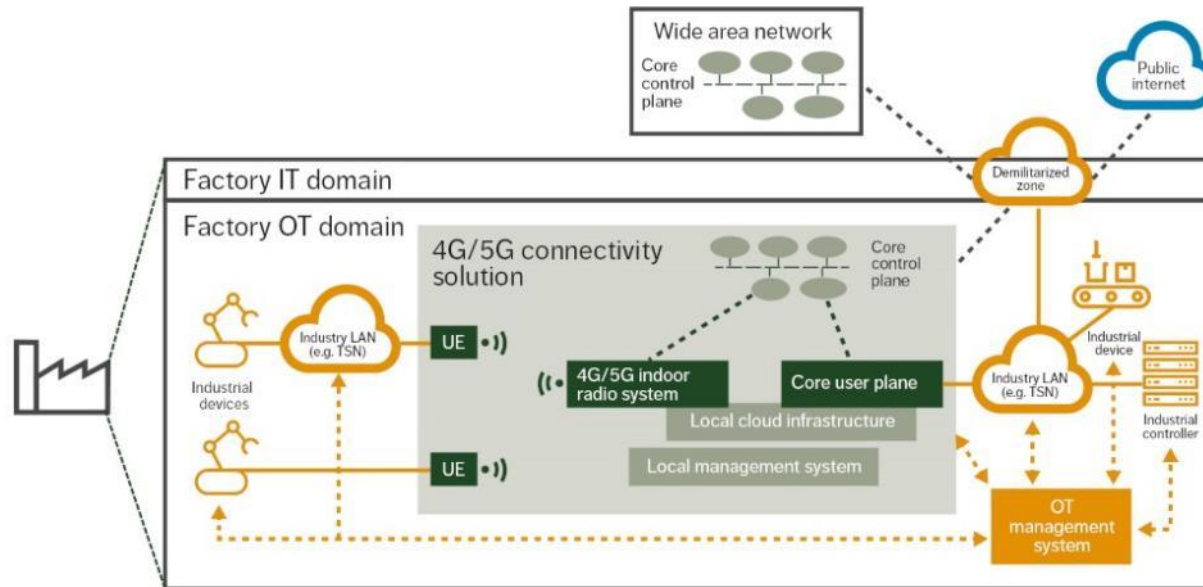 Wide area network
Core
control
plane
Public
internet
Factory IT domain
Demilitarized
zone
Factory OT domain
4G/5G connectivity
solution
Core
control
plane
Industry LAN
(e.g. TSN)
UE
Industrial
devices
4G/5G indoor
radio system
Core user plane
Industry LAN
(e.g. TSN)
Industrial
device
Industrial
controller
Local cloud infrastructure
Local management system
UE
OT
management
system